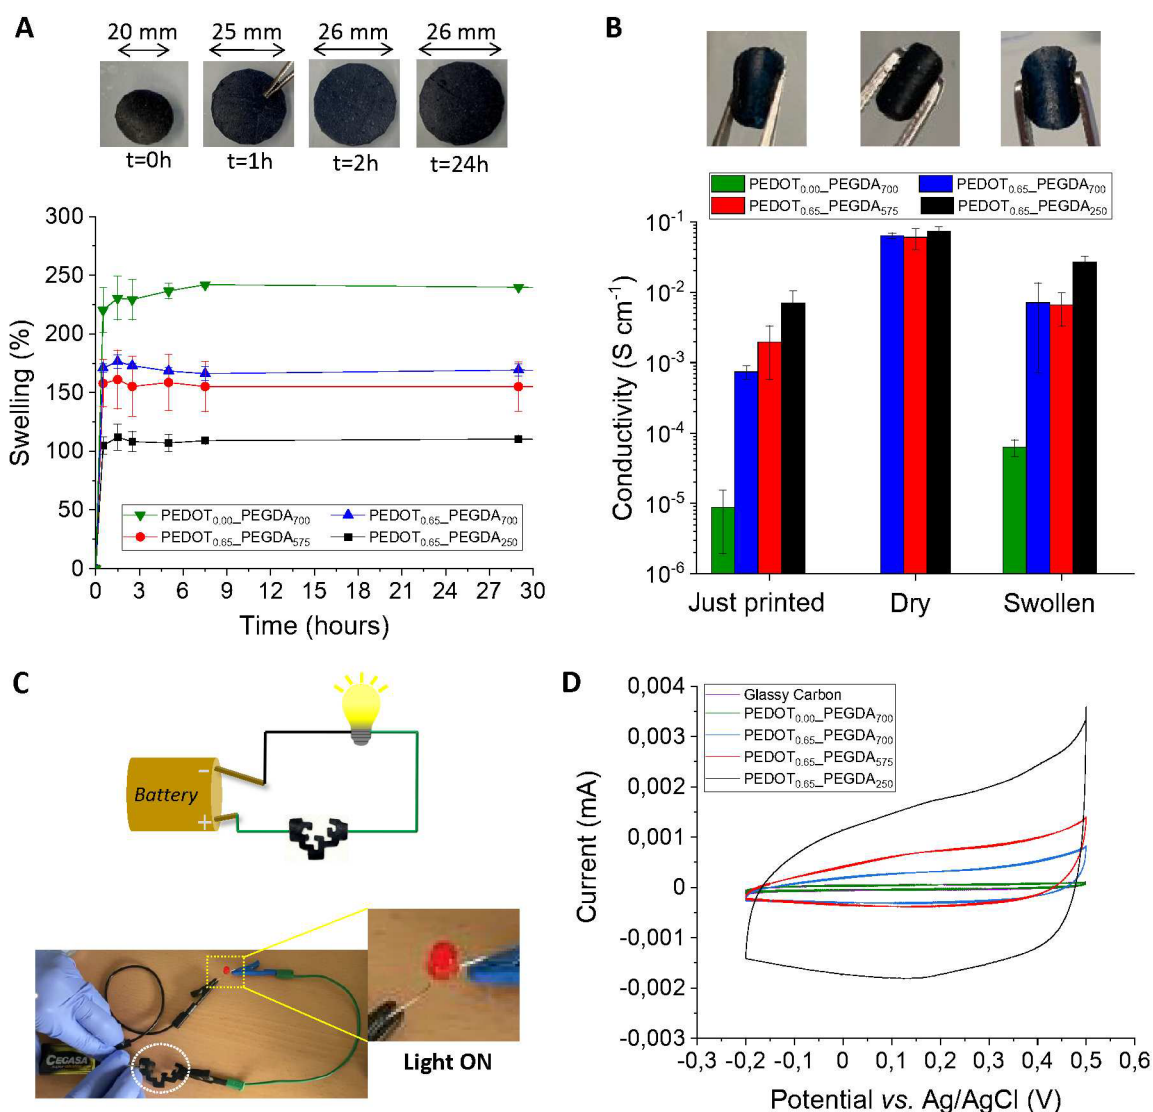 A
20 mm
25 mm
26 mm
26 mm
t=0h
t=1h
t=2h
t=24h
300
250
200
150
100
50
0
Swelling (%)
PEDOT0.00_PEGDA700
PEDOT0.65_PEGDA700
PEDOT0.65_PEGDA575
PEDOT0.65_PEGDA250
0 3 6 9 12 15 18 21 24 27 30
Time (hours)
B
PEDOT0.00_PEGDA700
PEDOT0.65_PEGDA700
PEDOT0.65_PEGDA575
PEDOT0.65_PEGDA250
10-1
10-2
10-3
10-4
10-5
10-6
Conductivity (S cm-1)
Just printed
Dry
Swollen
C
Battery
−
+
CEGASA
Light ON
D
0,004
0,003
0,002
0,001
0
-0,001
-0,002
-0,003
Current (mA)
Glassy Carbon
PEDOT0.00_PEGDA700
PEDOT0.65_PEGDA700
PEDOT0.65_PEGDA575
PEDOT0.65_PEGDA250
-0,3 -0,2 -0,1 0 0,1 0,2 0,3 0,4 0,5 0,6
Potential vs. Ag/AgCl (V)